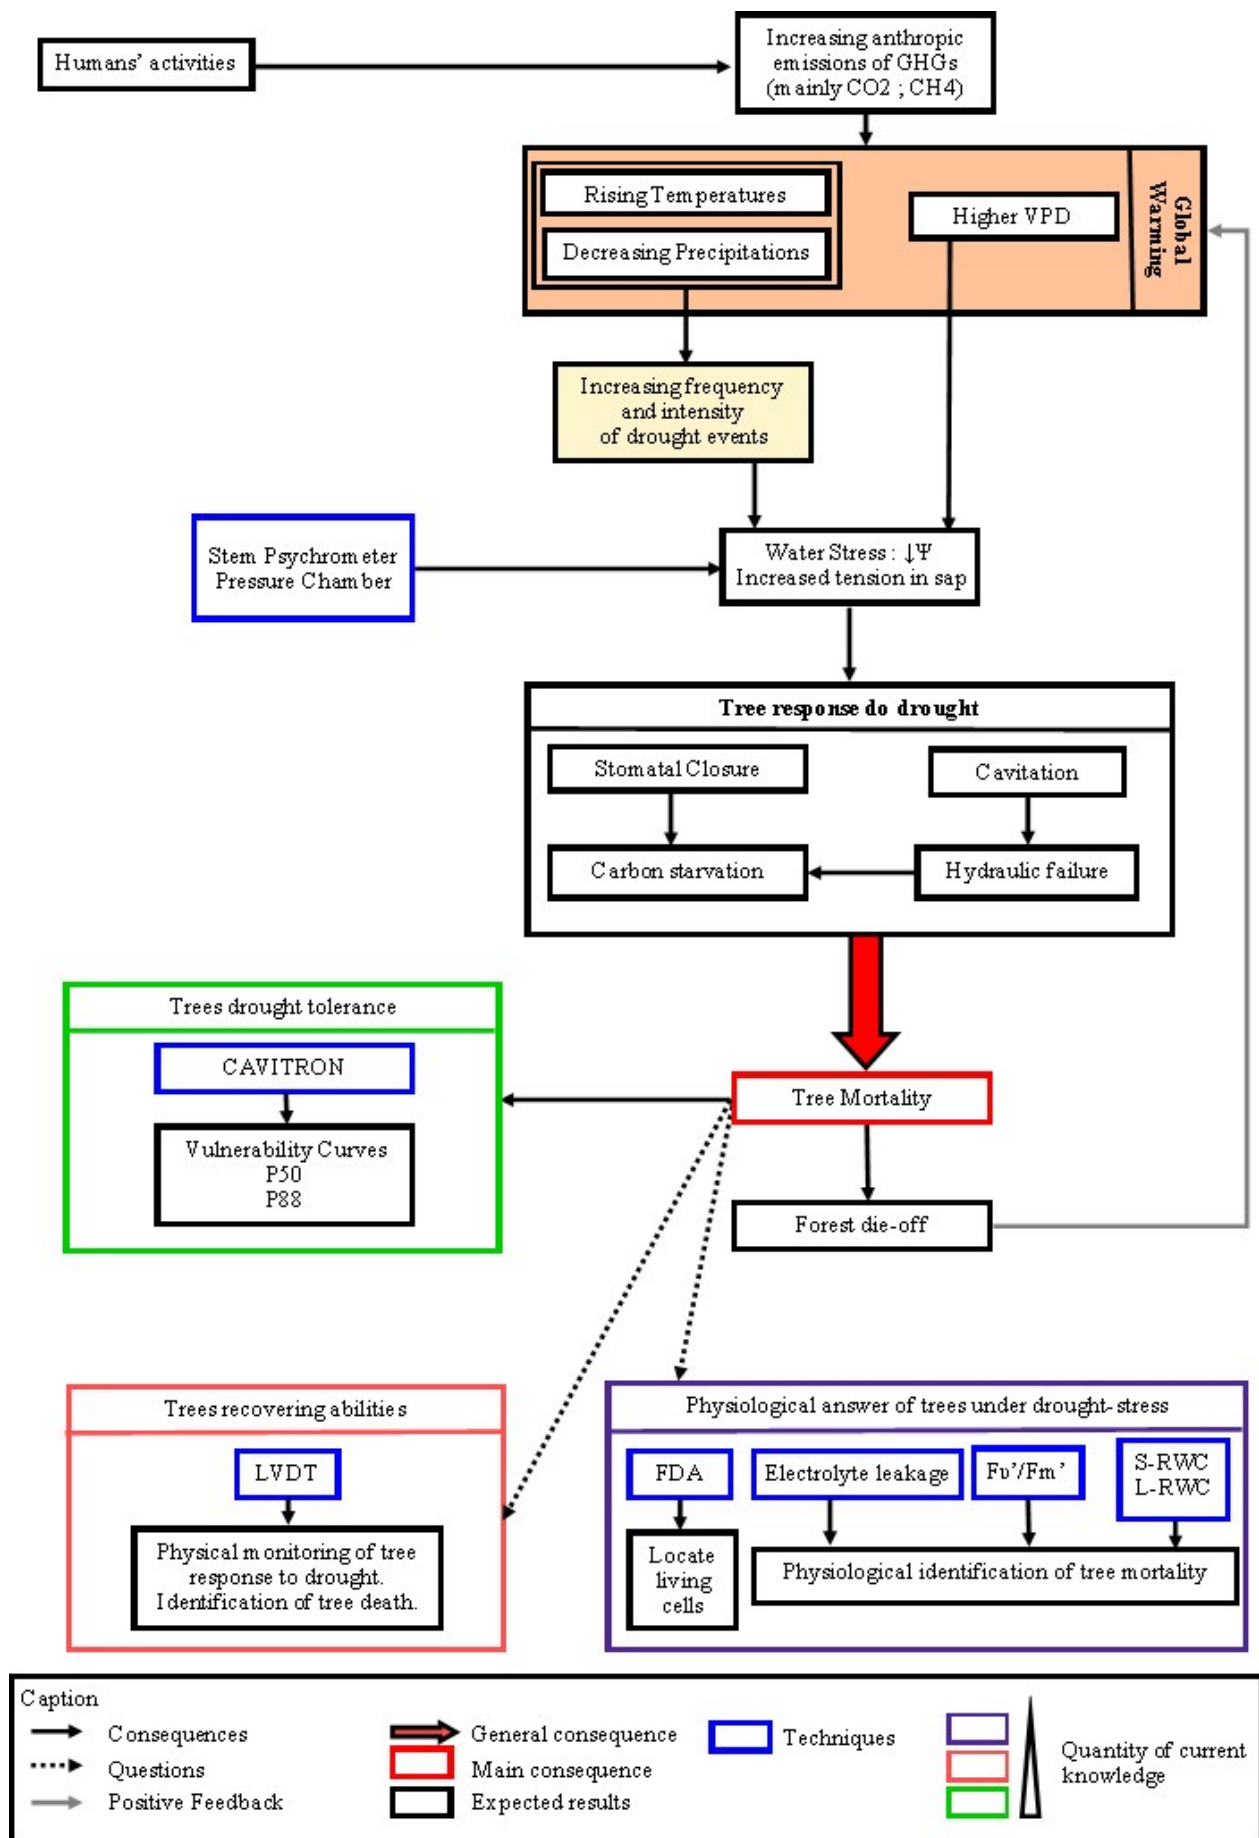 Humans' activities
Increasing anthropic
emissions of GHGs
(mainly CO2 ; CH4)
Rising Temperatures
Decreasing Precipitations
Higher VPD
Global
Warming
Increasing frequency
and intensity
of drought events
Stem Psychrometer
Pressure Chamber
Water Stress : ↓Ψ
Increased tension in sap
Tree response do drought
Stomatal Closure
Cavitation
Carbon starvation
Hydraulic failure
Trees drought tolerance
CAVITRON
Vulnerability Curves
P50
P88
Tree Mortality
Forest die-off
Trees recovering abilities
LVDT
Physical monitoring of tree
response to drought.
Identification of tree death.
Physiological answer of trees under drought-stress
FDA
Electrolyte leakage
Fv'/Fm'
S-RWC
L-RWC
Locate
living
cells
Physiological identification of tree mortality
Caption
Consequences
Questions
Positive Feedback
General consequence
Main consequence
Expected results
Techniques
Quantity of current
knowledge